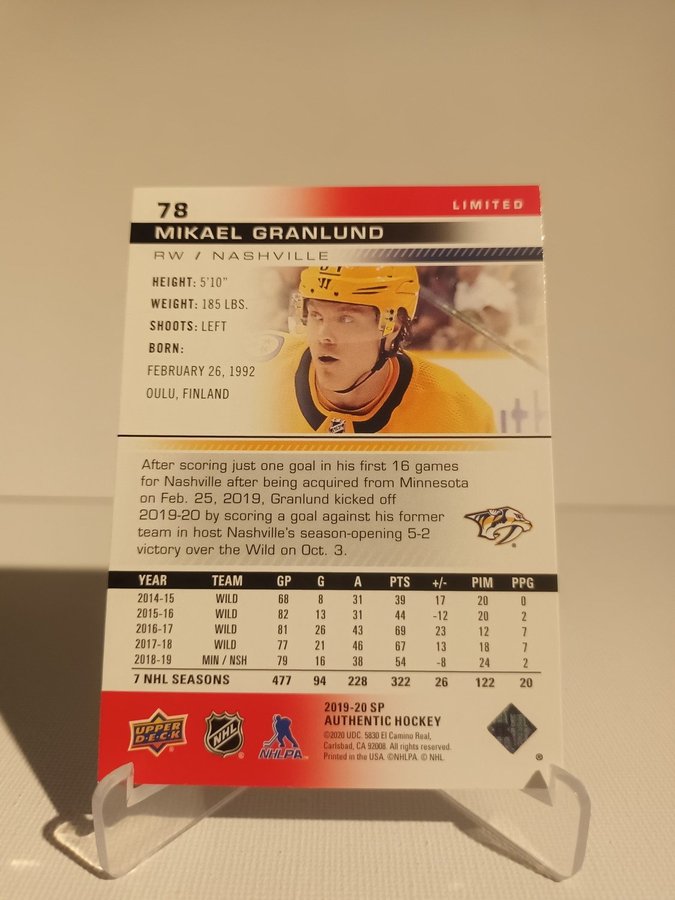 78
LIMITED
MIKAEL GRANLUND
RW / NASHVILLE
HEIGHT: 5'10"
WEIGHT: 185 LBS.
SHOOTS: LEFT
BORN:
FEBRUARY 26, 1992
OULU, FINLAND
After scoring just one goal in his first 16 games
for Nashville after being acquired from Minnesota
on Feb. 25, 2019, Granlund kicked off
2019-20 by scoring a goal against his former
team in host Nashville's season-opening 5-2
victory over the Wild on Oct. 3.
YEAR TEAM GP G A PTS +/- PIM PPG
2014-15 WILD 68 8 31 39 17 20 0
2015-16 WILD 82 13 31 44 -12 20 2
2016-17 WILD 81 26 43 69 23 12 7
2017-18 WILD 77 21 46 67 13 18 7
2018-19 MIN / NSH 79 16 38 54 -8 24 2
7 NHL SEASONS 477 94 228 322 26 122 20
UPPER DECK
NHL
NHLPA
2019-20 SP
AUTHENTIC HOCKEY
©2020 UDC. 5830 El Camino Real,
Carlsbad, CA 92008. All rights reserved.
Printed in the USA. ©NHLPA. © NHL.